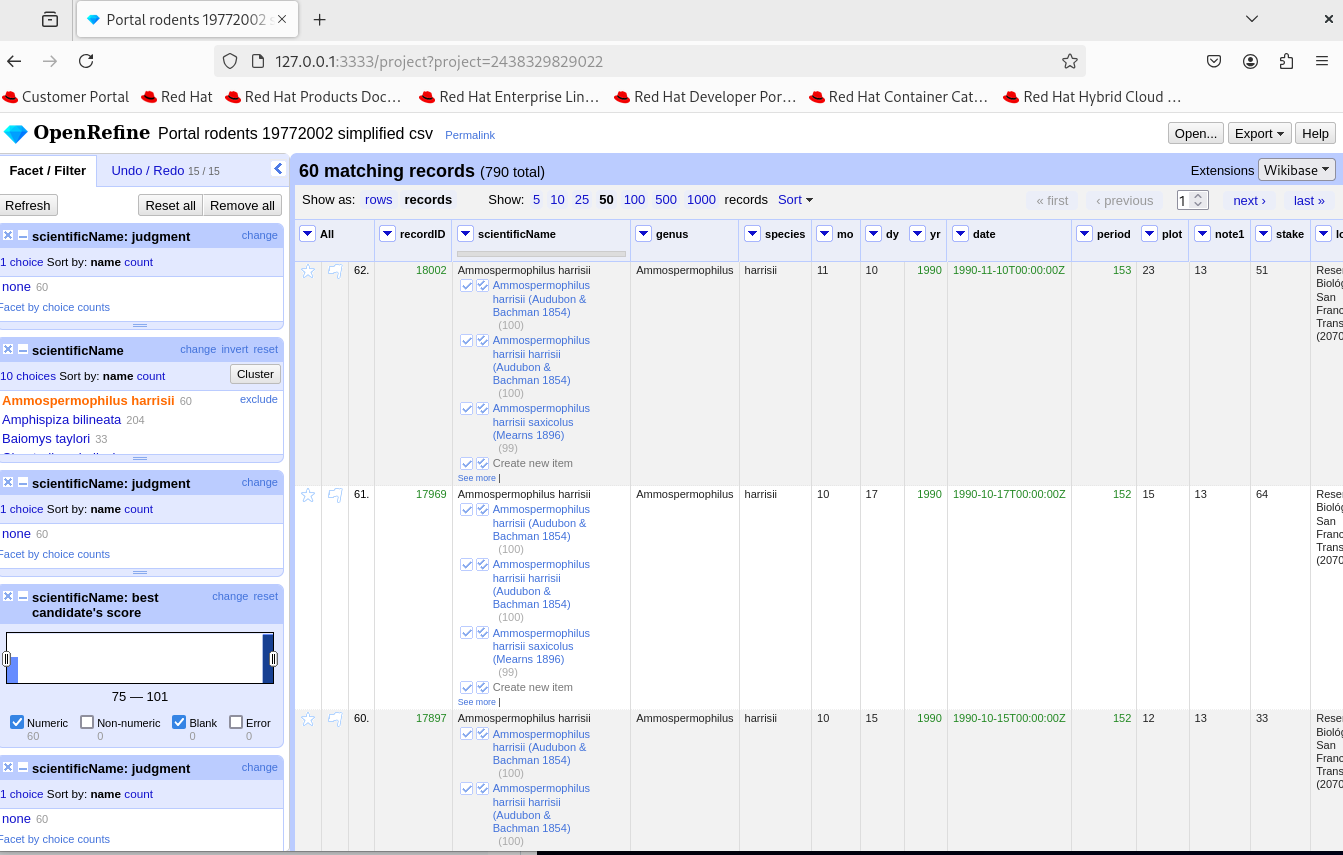 Portal rodents 19772002 s
127.0.0.1:3333/project?project=2438329829022
Customer Portal Red Hat Red Hat Products Doc… Red Hat Enterprise Lin… Red Hat Developer Por… Red Hat Container Cat… Red Hat Hybrid Cloud …
OpenRefine Portal rodents 19772002 simplified csv Permalink Open... Export Help
Facet / Filter Undo / Redo 15 / 15
60 matching records (790 total) Extensions Wikibase
Refresh Reset all Remove all
Show as: rows records Show: 5 10 25 50 100 500 1000 records Sort « first ‹ previous 1 next › last »
scientificName: judgment change
1 choice Sort by: name count
none 60
Facet by choice counts
scientificName change invert reset
10 choices Sort by: name count Cluster
Ammospermophilus harrisii 60 exclude
Amphispiza bilineata 204
Baiomys taylori 33
scientificName: judgment change
1 choice Sort by: name count
none 60
Facet by choice counts
scientificName: best change reset
candidate's score
75 — 101
Numeric Non-numeric Blank Error
60 0 0 0
scientificName: judgment change
1 choice Sort by: name count
none 60
Facet by choice counts
All recordID scientificName genus species mo dy yr date period plot note1 stake lo
62. 18002 Ammospermophilus harrisii Ammospermophilus harrisii 11 10 1990 1990-11-10T00:00:00Z 153 23 13 51 Rese
Ammospermophilus Bioló
harrisii (Audubon & San
Bachman 1854) Franc
(100) Trans
Ammospermophilus (2070
harrisii harrisii
(Audubon &
Bachman 1854)
(100)
Ammospermophilus
harrisii saxicolus
(Mearns 1896)
(99)
Create new item
See more |
61. 17969 Ammospermophilus harrisii Ammospermophilus harrisii 10 17 1990 1990-10-17T00:00:00Z 152 15 13 64 Rese
Ammospermophilus Bioló
harrisii (Audubon & San
Bachman 1854) Franc
(100) Trans
Ammospermophilus (2070
harrisii harrisii
(Audubon &
Bachman 1854)
(100)
Ammospermophilus
harrisii saxicolus
(Mearns 1896)
(99)
Create new item
See more |
60. 17897 Ammospermophilus harrisii Ammospermophilus harrisii 10 15 1990 1990-10-15T00:00:00Z 152 12 13 33 Rese
Ammospermophilus Bioló
harrisii (Audubon & San
Bachman 1854) Franc
(100) Trans
Ammospermophilus (2070
harrisii harrisii
(Audubon &
Bachman 1854)
(100)